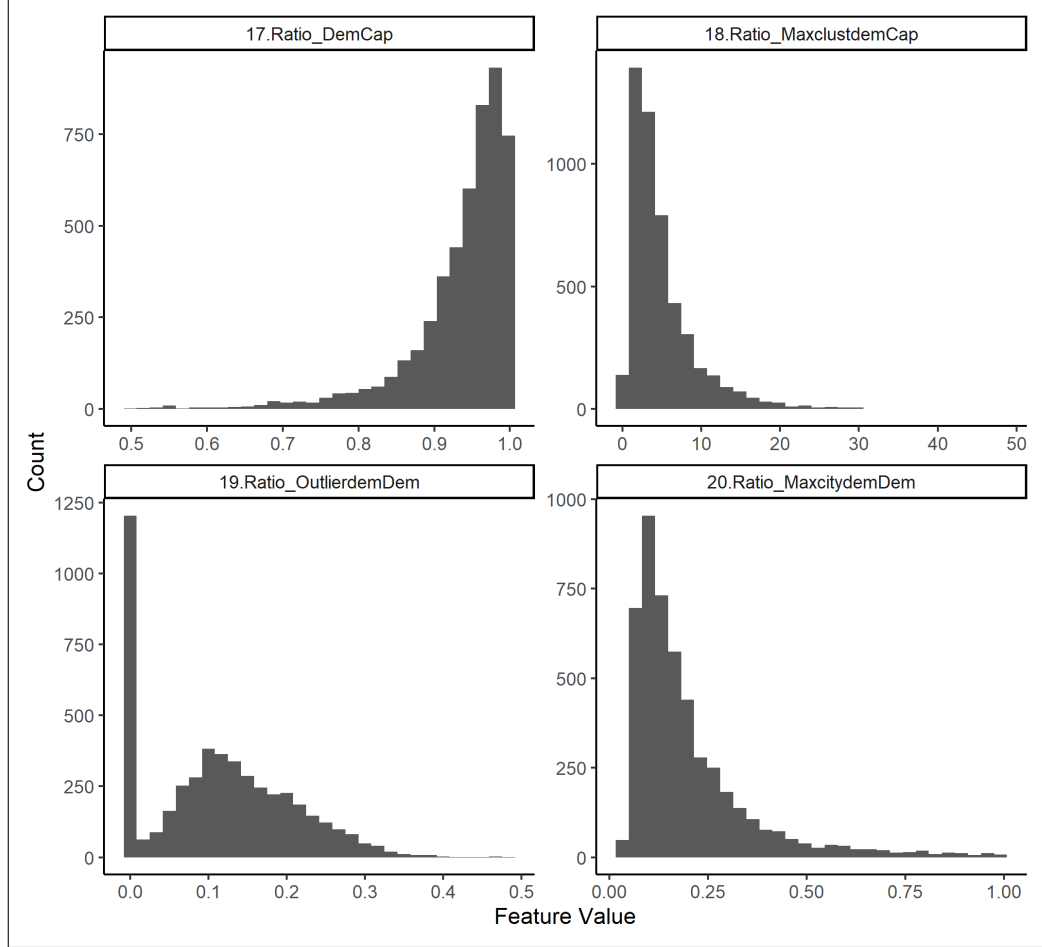 17.Ratio_DemCap
18.Ratio_MaxclustdemCap
750
500
250
0
1000
500
0
0.5 0.6 0.7 0.8 0.9 1.0
0 10 20 30 40 50
Count
19.Ratio_OutlierdemDem
20.Ratio_MaxcitydemDem
1250
1000
750
500
250
0
1000
750
500
250
0
0.0 0.1 0.2 0.3 0.4 0.5
0.00 0.25 0.50 0.75 1.00
Feature Value